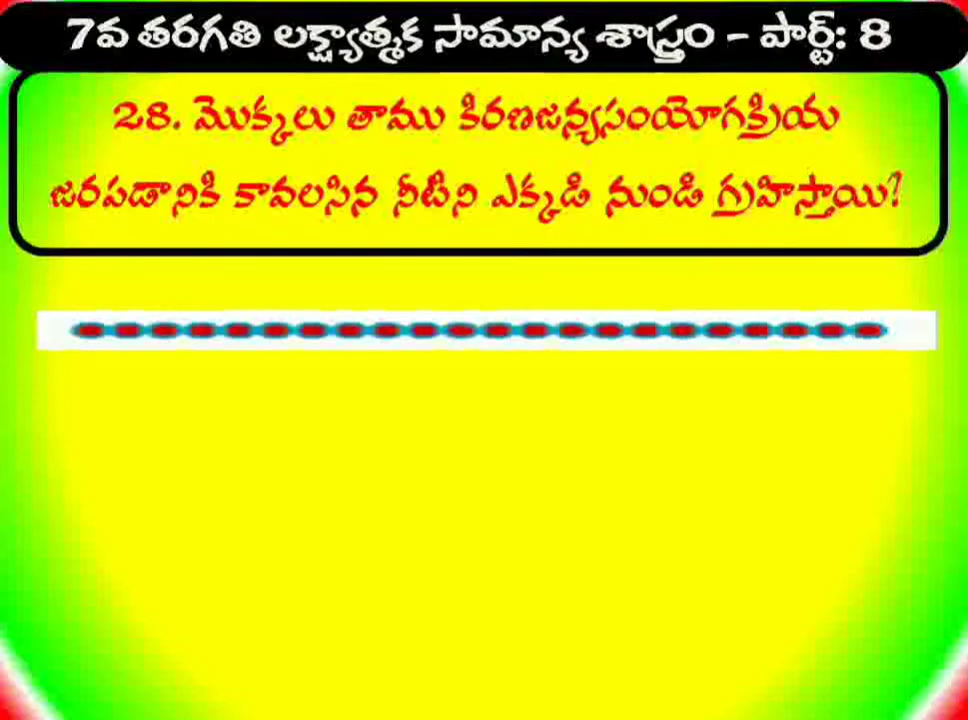 7వ తరగతి లక్ష్యాత్మక సామాన్య శాస్త్రం - పార్ట్: 8
28. మొక్కలు తాము కిరణజన్యసంయోగక్రియ
జరపడానికి కావలసిన నీటిని ఎక్కడి నుండి గ్రహిస్తాయి?